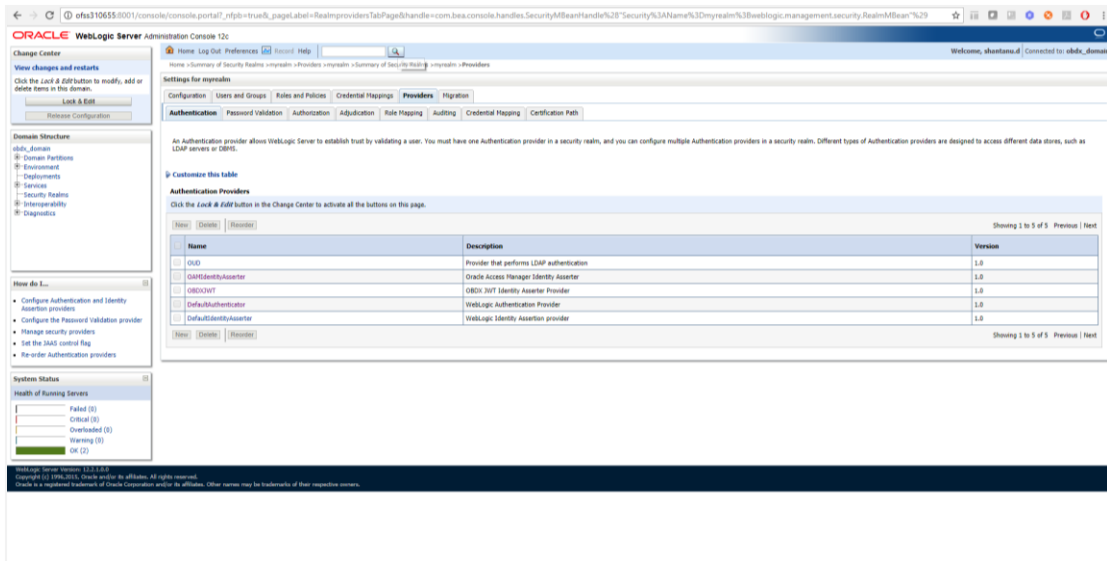 ofss310655:8001/console/console.portal?_nfpb=true&_pageLabel=RealmprovidersTabPage&handle=com.bea.console.handles.SecurityMBeanHandle%28"Security%3AName%3Dmyrealm%3Bweblogic.management.security.RealmMBean"%29
ORACLE WebLogic Server Administration Console 12c
Home Log Out Preferences Record Help
Welcome, shantanu.d Connected to: obdx_domain
Home >Summary of Security Realms >myrealm >Providers >myrealm >Summary of Security Realms >myrealm >Providers
Change Center
View changes and restarts
Click the Lock & Edit button to modify, add or
delete items in this domain.
Lock & Edit
Release Configuration
Domain Structure
obdx_domain
Domain Partitions
Environment
Deployments
Services
Security Realms
Interoperability
Diagnostics
How do I...
Configure Authentication and Identity
Assertion providers
Configure the Password Validation provider
Manage security providers
Set the JAAS control flag
Re-order Authentication providers
System Status
Health of Running Servers
Failed (0)
Critical (0)
Overloaded (0)
Warning (0)
OK (2)
Settings for myrealm
Configuration Users and Groups Roles and Policies Credential Mappings Providers Migration
Authentication Password Validation Authorization Adjudication Role Mapping Auditing Credential Mapping Certification Path
An Authentication provider allows WebLogic Server to establish trust by validating a user. You must have one Authentication provider in a security realm, and you can configure multiple Authentication providers in a security realm. Different types of Authentication providers are designed to access different data stores, such as
LDAP servers or DBMS.
Customize this table
Authentication Providers
Click the Lock & Edit button in the Change Center to activate all the buttons on this page.
New Delete Reorder
Showing 1 to 5 of 5 Previous | Next
Name Description Version
OUD Provider that performs LDAP authentication 1.0
OAMIdentityAsserter Oracle Access Manager Identity Asserter 1.0
OBDXJWT OBDX JWT Identity Asserter Provider 1.0
DefaultAuthenticator WebLogic Authentication Provider 1.0
DefaultIdentityAsserter WebLogic Identity Assertion provider 1.0
New Delete Reorder
Showing 1 to 5 of 5 Previous | Next
WebLogic Server Version: 12.2.1.0.0
Copyright (c) 1996,2015, Oracle and/or its affiliates. All rights reserved.
Oracle is a registered trademark of Oracle Corporation and/or its affiliates. Other names may be trademarks of their respective owners.